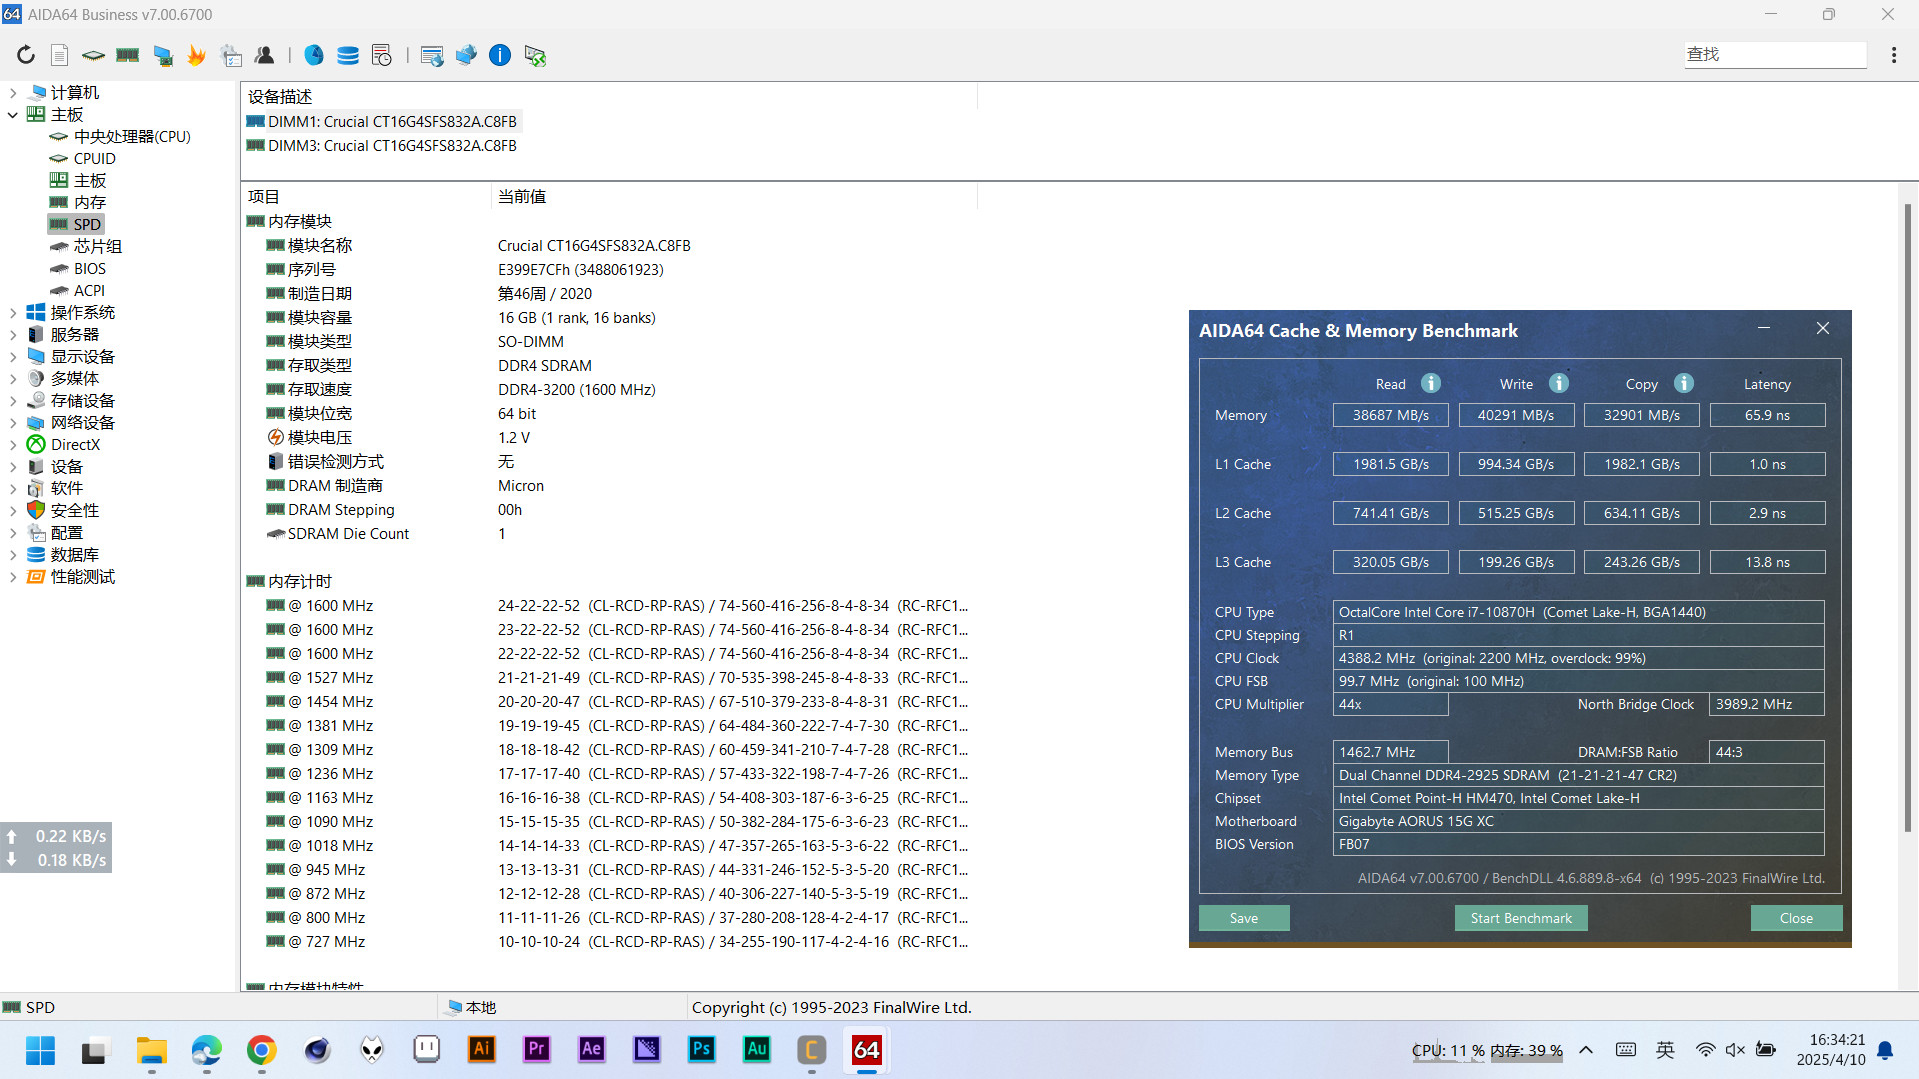 AIDA64 Business v7.00.6700
查找
计算机
主板
中央处理器(CPU)
CPUID
主板
内存
SPD
芯片组
BIOS
ACPI
操作系统
服务器
显示设备
多媒体
存储设备
网络设备
DirectX
设备
软件
安全性
配置
数据库
性能测试
0.22 KB/s
0.18 KB/s
设备描述
DIMM1: Crucial CT16G4SFS832A.C8FB
DIMM3: Crucial CT16G4SFS832A.C8FB
项目 当前值
内存模块
模块名称 Crucial CT16G4SFS832A.C8FB
序列号 E399E7CFh (3488061923)
制造日期 第46周 / 2020
模块容量 16 GB (1 rank, 16 banks)
模块类型 SO-DIMM
存取类型 DDR4 SDRAM
存取速度 DDR4-3200 (1600 MHz)
模块位宽 64 bit
模块电压 1.2 V
错误检测方式 无
DRAM 制造商 Micron
DRAM Stepping 00h
SDRAM Die Count 1
内存计时
@ 1600 MHz 24-22-22-52 (CL-RCD-RP-RAS) / 74-560-416-256-8-4-8-34 (RC-RFC1...
@ 1600 MHz 23-22-22-52 (CL-RCD-RP-RAS) / 74-560-416-256-8-4-8-34 (RC-RFC1...
@ 1600 MHz 22-22-22-52 (CL-RCD-RP-RAS) / 74-560-416-256-8-4-8-34 (RC-RFC1...
@ 1527 MHz 21-21-21-49 (CL-RCD-RP-RAS) / 70-535-398-245-8-4-8-33 (RC-RFC1...
@ 1454 MHz 20-20-20-47 (CL-RCD-RP-RAS) / 67-510-379-233-8-4-8-31 (RC-RFC1...
@ 1381 MHz 19-19-19-45 (CL-RCD-RP-RAS) / 64-484-360-222-7-4-7-30 (RC-RFC1...
@ 1309 MHz 18-18-18-42 (CL-RCD-RP-RAS) / 60-459-341-210-7-4-7-28 (RC-RFC1...
@ 1236 MHz 17-17-17-40 (CL-RCD-RP-RAS) / 57-433-322-198-7-4-7-26 (RC-RFC1...
@ 1163 MHz 16-16-16-38 (CL-RCD-RP-RAS) / 54-408-303-187-6-3-6-25 (RC-RFC1...
@ 1090 MHz 15-15-15-35 (CL-RCD-RP-RAS) / 50-382-284-175-6-3-6-23 (RC-RFC1...
@ 1018 MHz 14-14-14-33 (CL-RCD-RP-RAS) / 47-357-265-163-5-3-6-22 (RC-RFC1...
@ 945 MHz 13-13-13-31 (CL-RCD-RP-RAS) / 44-331-246-152-5-3-5-20 (RC-RFC1...
@ 872 MHz 12-12-12-28 (CL-RCD-RP-RAS) / 40-306-227-140-5-3-5-19 (RC-RFC1...
@ 800 MHz 11-11-11-26 (CL-RCD-RP-RAS) / 37-280-208-128-4-2-4-17 (RC-RFC1...
@ 727 MHz 10-10-10-24 (CL-RCD-RP-RAS) / 34-255-190-117-4-2-4-16 (RC-RFC1...
内存模块特性
AIDA64 Cache & Memory Benchmark
Read Write Copy Latency
Memory 38687 MB/s 40291 MB/s 32901 MB/s 65.9 ns
L1 Cache 1981.5 GB/s 994.34 GB/s 1982.1 GB/s 1.0 ns
L2 Cache 741.41 GB/s 515.25 GB/s 634.11 GB/s 2.9 ns
L3 Cache 320.05 GB/s 199.26 GB/s 243.26 GB/s 13.8 ns
CPU Type OctalCore Intel Core i7-10870H (Comet Lake-H, BGA1440)
CPU Stepping R1
CPU Clock 4388.2 MHz (original: 2200 MHz, overclock: 99%)
CPU FSB 99.7 MHz (original: 100 MHz)
CPU Multiplier 44x North Bridge Clock 3989.2 MHz
Memory Bus 1462.7 MHz DRAM:FSB Ratio 44:3
Memory Type Dual Channel DDR4-2925 SDRAM (21-21-21-47 CR2)
Chipset Intel Comet Point-H HM470, Intel Comet Lake-H
Motherboard Gigabyte AORUS 15G XC
BIOS Version FB07
AIDA64 v7.00.6700 / BenchDLL 4.6.889.8-x64 (c) 1995-2023 FinalWire Ltd.
Save Start Benchmark Close
SPD 本地 Copyright (c) 1995-2023 FinalWire Ltd.
Ai Pr Ae Ps Au C 64
CPU: 11 % 内存: 39 % 英 16:34:21
2025/4/10